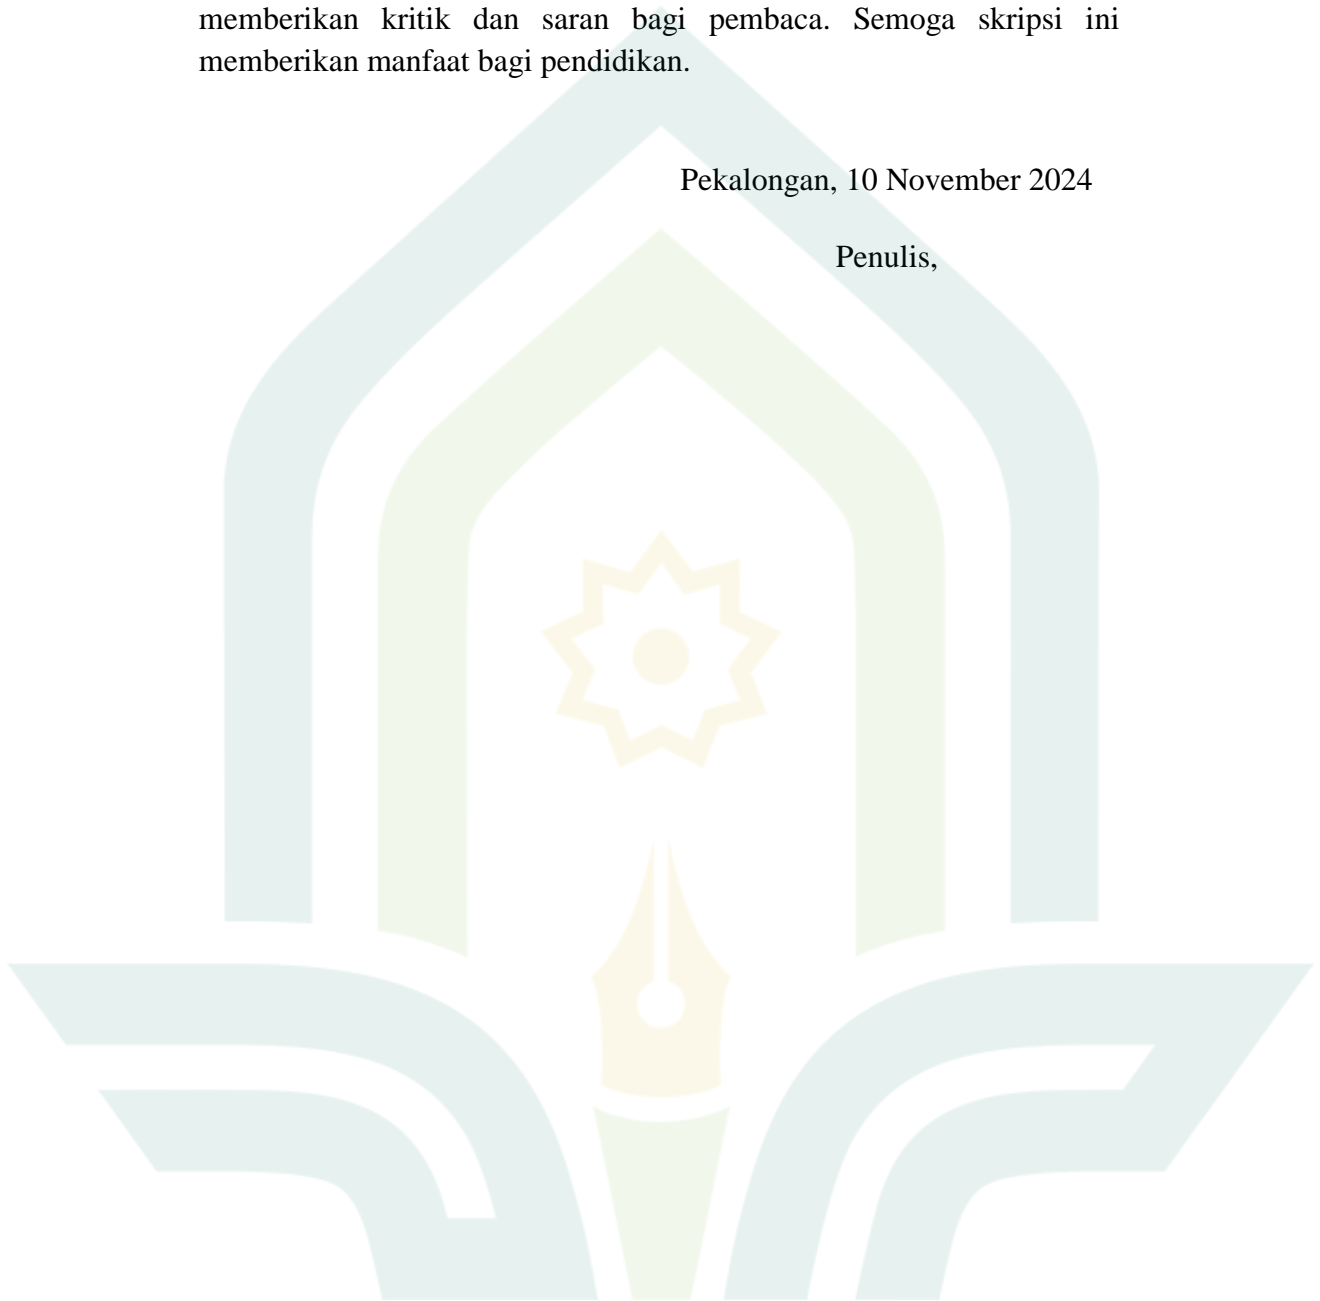 memberikan kritik dan saran bagi pembaca. Semoga skripsi ini
memberikan manfaat bagi pendidikan.
Pekalongan, 10 November 2024
Penulis,